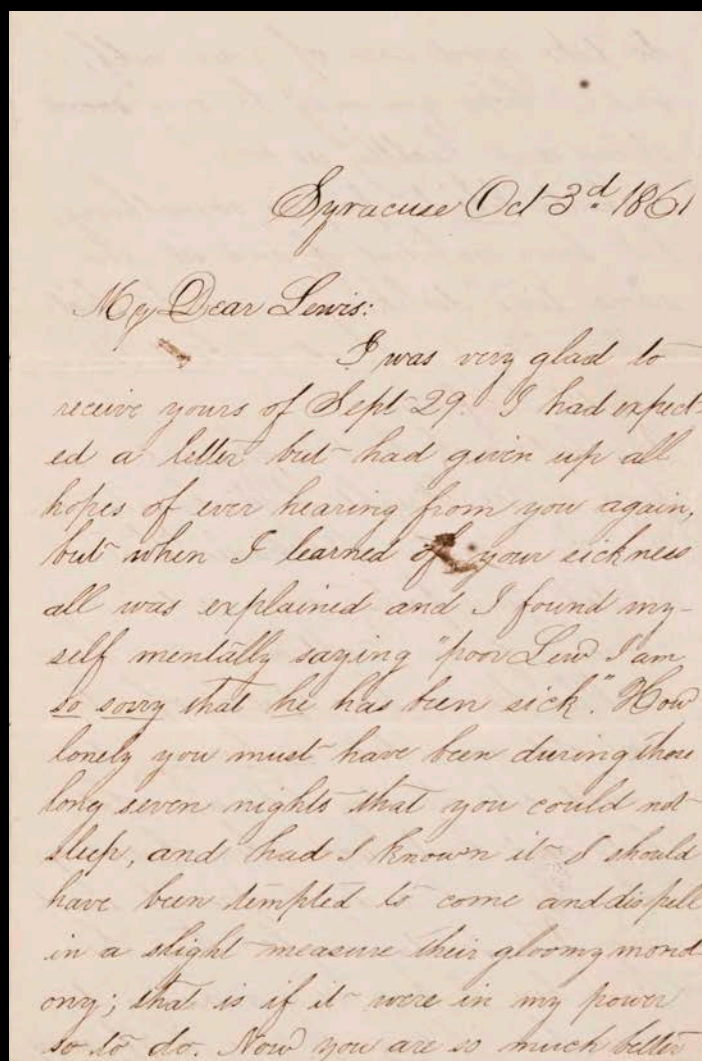 Syracuse Oct 3d. 1861
My Dear Lewis:
I was very glad to
receive yours of Sept 29. I had expect-
ed a letter but had given up all
hopes of ever hearing from you again,
but when I learned of your sickness
all was explained and I found my-
self mentally saying "poor Lew I am
so sorry that he has been sick". How
lonely you must have been during those
long seven nights that you could not
sleep, and had I known it I should
have been tempted to come and dispell
in a slight measure their gloomy monot
ony; that is if it were in my power
so to do. Now you are so much better